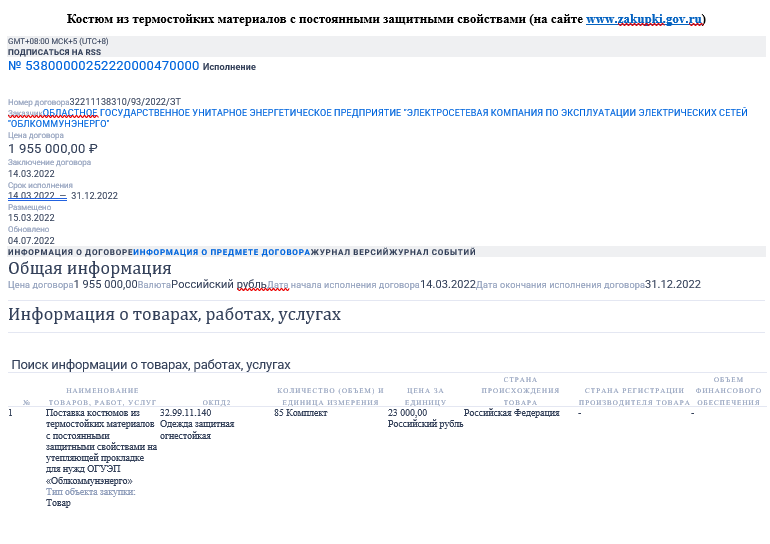 Костюм из термостойких материалов с постоянными защитными свойствами (на сайте www.zakupki.gov.ru)
GMT+08:00 МСК+5 (UTC+8)
ПОДПИСАТЬСЯ НА RSS
№ 53800000252220000470000 Исполнение
Номер договора32211138310/93/2022/ЗТ
ЗаказчикОБЛАСТНОЕ ГОСУДАРСТВЕННОЕ УНИТАРНОЕ ЭНЕРГЕТИЧЕСКОЕ ПРЕДПРИЯТИЕ "ЭЛЕКТРОСЕТЕВАЯ КОМПАНИЯ ПО ЭКСПЛУАТАЦИИ ЭЛЕКТРИЧЕСКИХ СЕТЕЙ
"ОБЛКОММУНЭНЕРГО"
Цена договора
1 955 000,00 ₽
Заключение договора
14.03.2022
Срок исполнения
14.03.2022 — 31.12.2022
Размещено
15.03.2022
Обновлено
04.07.2022
ИНФОРМАЦИЯ О ДОГОВОРЕИНФОРМАЦИЯ О ПРЕДМЕТЕ ДОГОВОРАЖУРНАЛ ВЕРСИЙЖУРНАЛ СОБЫТИЙ
Общая информация
Цена договора1 955 000,00ВалютаРоссийский рубльДата начала исполнения договора14.03.2022Дата окончания исполнения договора31.12.2022
Информация о товарах, работах, услугах
Поиск информации о товарах, работах, услугах
№
НАИМЕНОВАНИЕ
ТОВАРОВ, РАБОТ, УСЛУГ
ОКПД2
КОЛИЧЕСТВО (ОБЪЕМ) И
ЕДИНИЦА ИЗМЕРЕНИЯ
ЦЕНА ЗА
ЕДИНИЦУ
СТРАНА
ПРОИСХОЖДЕНИЯ
ТОВАРА
СТРАНА РЕГИСТРАЦИИ
ПРОИЗВОДИТЕЛЯ ТОВАРА
ОБЪЕМ
ФИНАНСОВОГО
ОБЕСПЕЧЕНИЯ
1
Поставка костюмов из
термостойких материалов
с постоянными
защитными свойствами на
утепляющей прокладке
для нужд ОГУЭП
«Облкоммунэнерго»
Тип объекта закупки:
Товар
32.99.11.140
Одежда защитная
огнестойкая
85 Комплект
23 000,00
Российский рубль
Российская Федерация
-
-